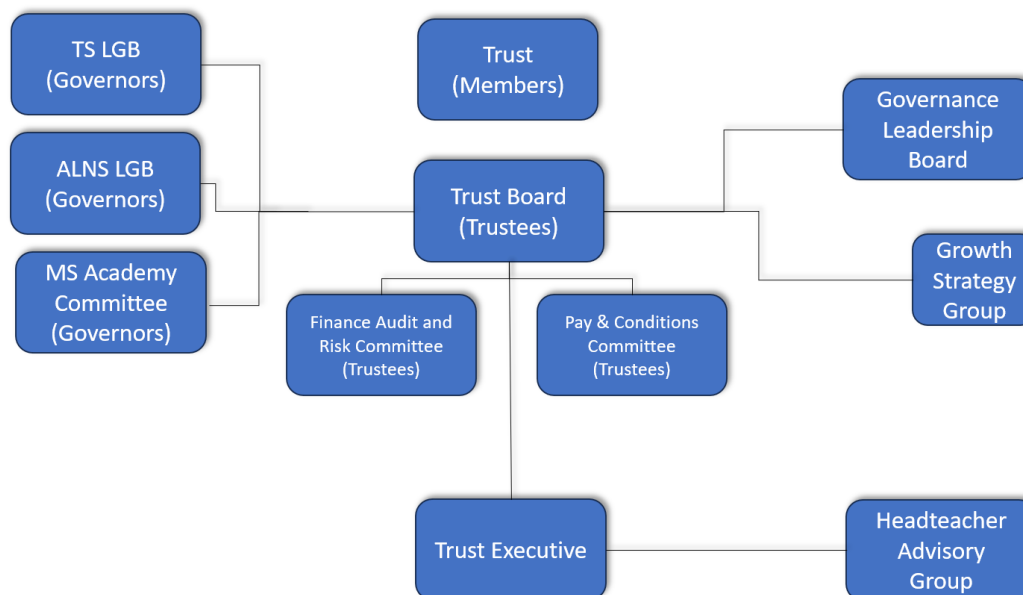 TS LGB
(Governors)
Trust
(Members)
Governance
Leadership
Board
ALNS LGB
(Governors)
Trust Board
(Trustees)
Growth
Strategy
Group
MS Academy
Committee
(Governors)
Finance Audit and
Risk Committee
(Trustees)
Pay & Conditions
Committee
(Trustees)
Trust Executive
Headteacher
Advisory
Group